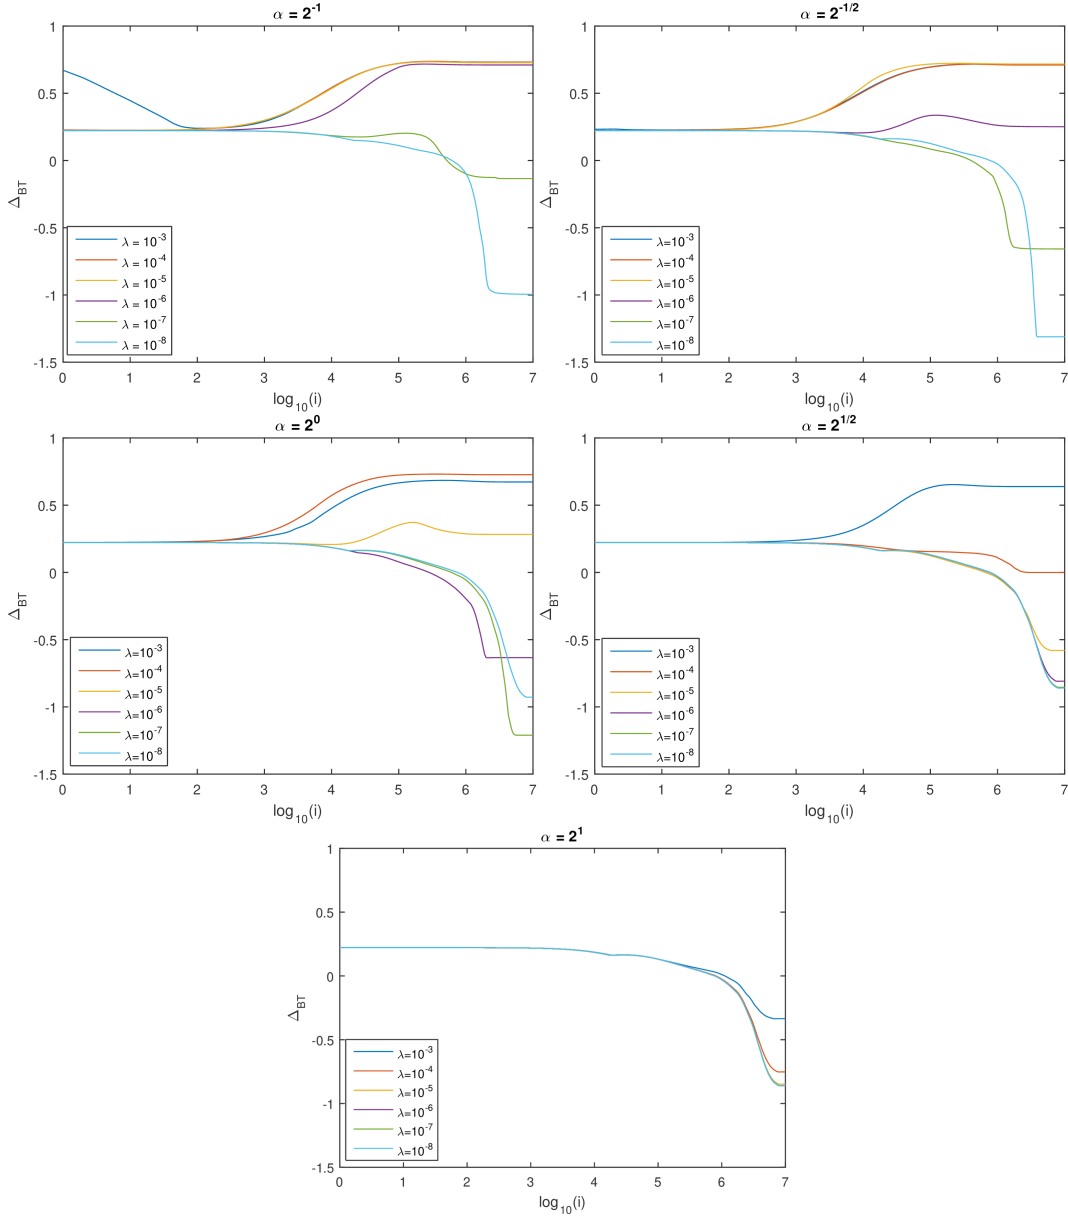 α = 2^-1
1
0.5
0
-0.5
-1
-1.5
Δ_BT
λ = 10^-3
λ = 10^-4
λ = 10^-5
λ = 10^-6
λ = 10^-7
λ = 10^-8
0 1 2 3 4 5 6 7
log_10(i)
α = 2^-1/2
1
0.5
0
-0.5
-1
-1.5
Δ_BT
λ=10^-3
λ=10^-4
λ=10^-5
λ=10^-6
λ=10^-7
λ=10^-8
0 1 2 3 4 5 6 7
log_10(i)
α = 2^0
1
0.5
0
-0.5
-1
-1.5
Δ_BT
λ=10^-3
λ=10^-4
λ=10^-5
λ=10^-6
λ=10^-7
λ=10^-8
0 1 2 3 4 5 6 7
log_10(i)
α = 2^1/2
1
0.5
0
-0.5
-1
-1.5
Δ_BT
λ=10^-3
λ=10^-4
λ=10^-5
λ=10^-6
λ=10^-7
λ=10^-8
0 1 2 3 4 5 6 7
log_10(i)
α = 2^1
1
0.5
0
-0.5
-1
-1.5
Δ_BT
λ=10^-3
λ=10^-4
λ=10^-5
λ=10^-6
λ=10^-7
λ=10^-8
0 1 2 3 4 5 6 7
log_10(i)